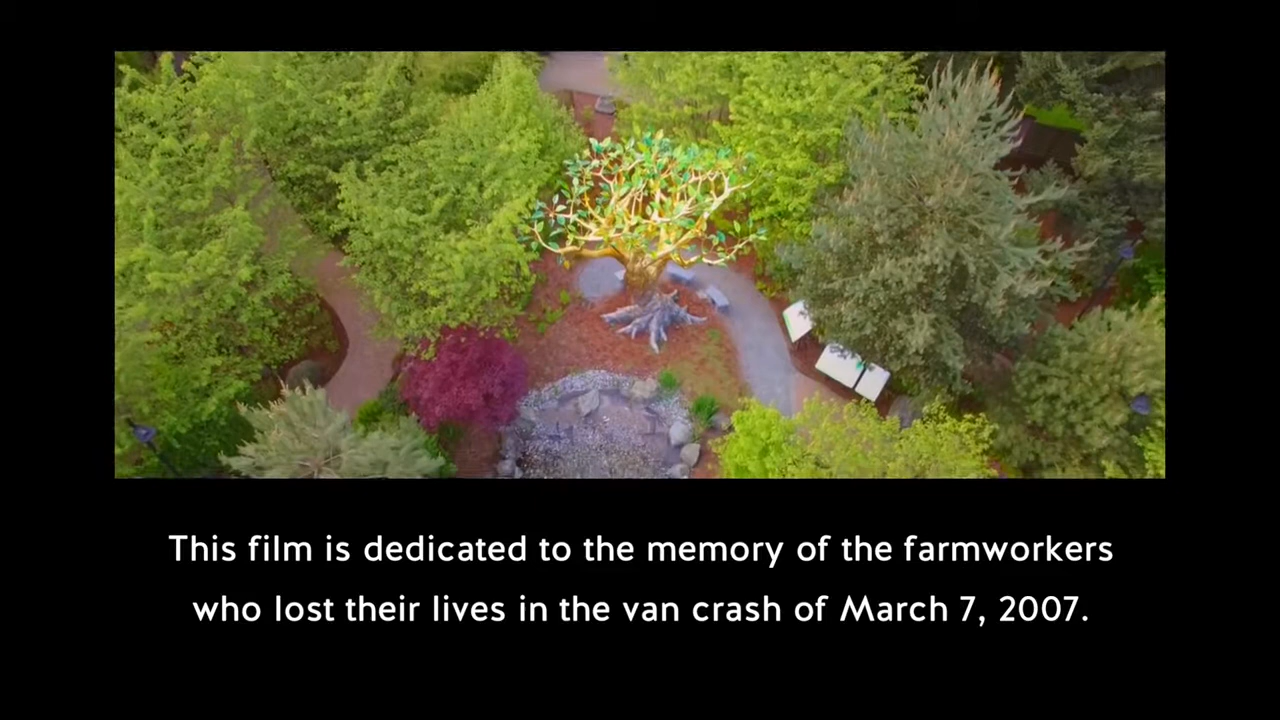 This film is dedicated to the memory of the farmworkers
who lost their lives in the van crash of March 7, 2007.